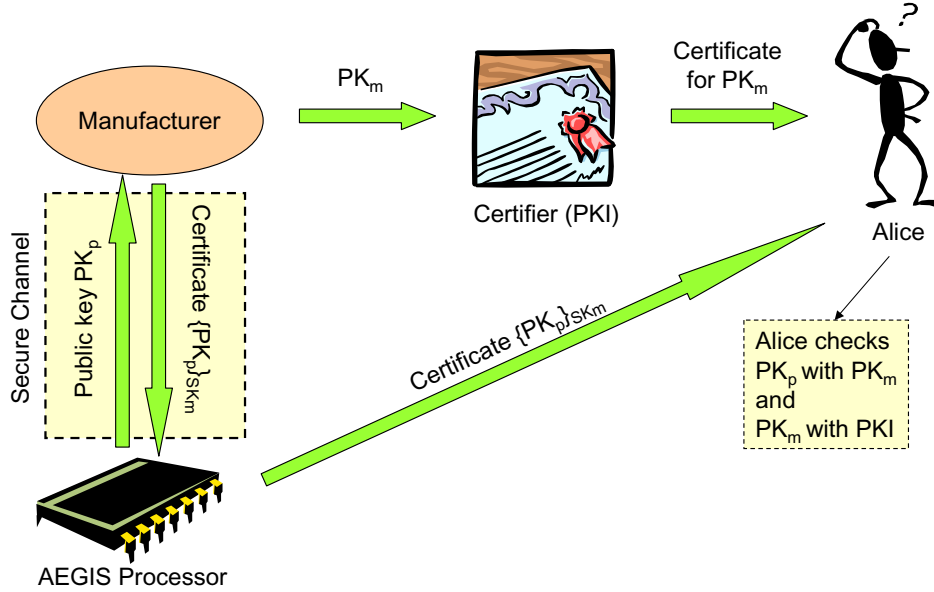 ?
Manufacturer
PKm
Certificate
for PKm
Certifier (PKI)
Alice
Secure Channel
Public key PKp
Certificate {PKp}SKm
Certificate {PKp}SKm
Alice checks
PKp with PKm
and
PKm with PKI
AEGIS Processor